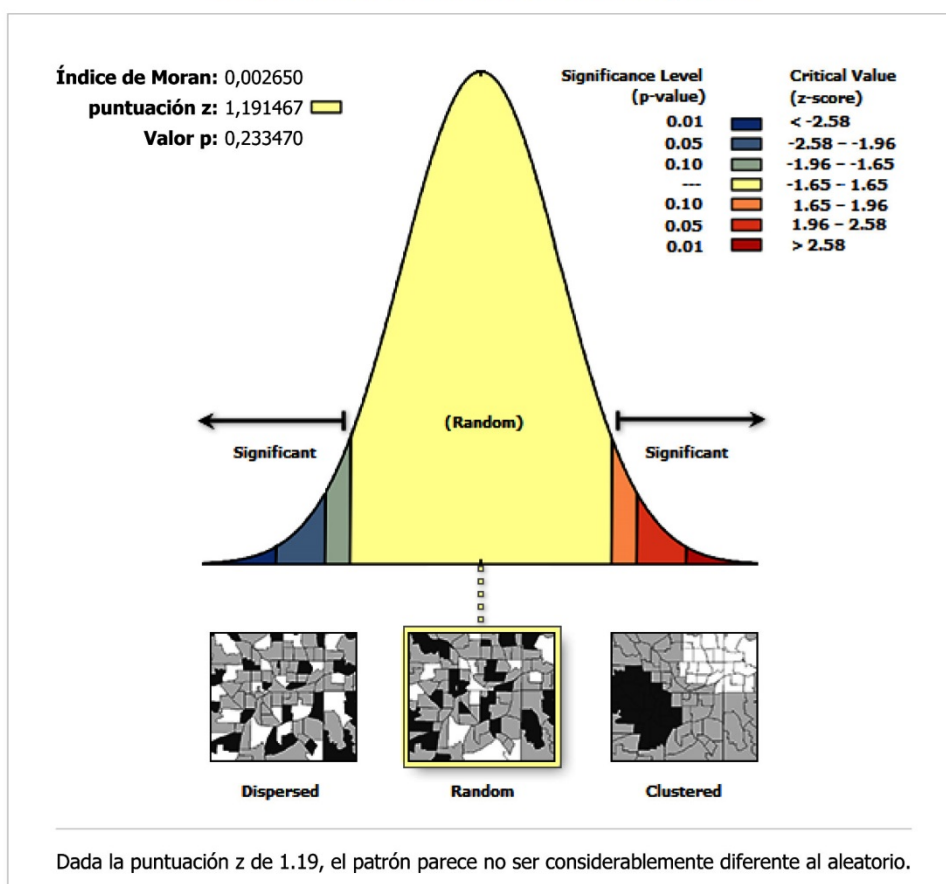 Índice de Moran: 0,002650
puntuación z: 1,191467
Valor p: 0,233470
Significance Level
(p-value)
Critical Value
(z-score)
0.01 < -2.58
0.05 -2.58 – -1.96
0.10 -1.96 – -1.65
--- -1.65 – 1.65
0.10 1.65 – 1.96
0.05 1.96 – 2.58
0.01 > 2.58
(Random)
Significant
Significant
Dispersed
Random
Clustered
Dada la puntuación z de 1.19, el patrón parece no ser considerablemente diferente al aleatorio.